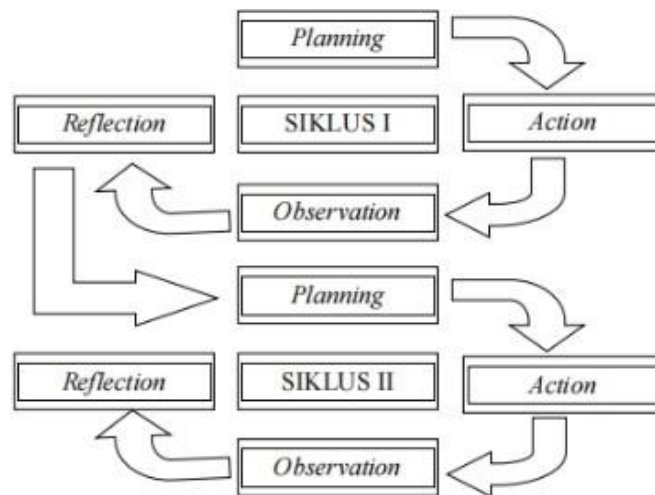 Planning
Reflection
SIKLUS I
Action
Observation
Planning
Reflection
SIKLUS II
Action
Observation